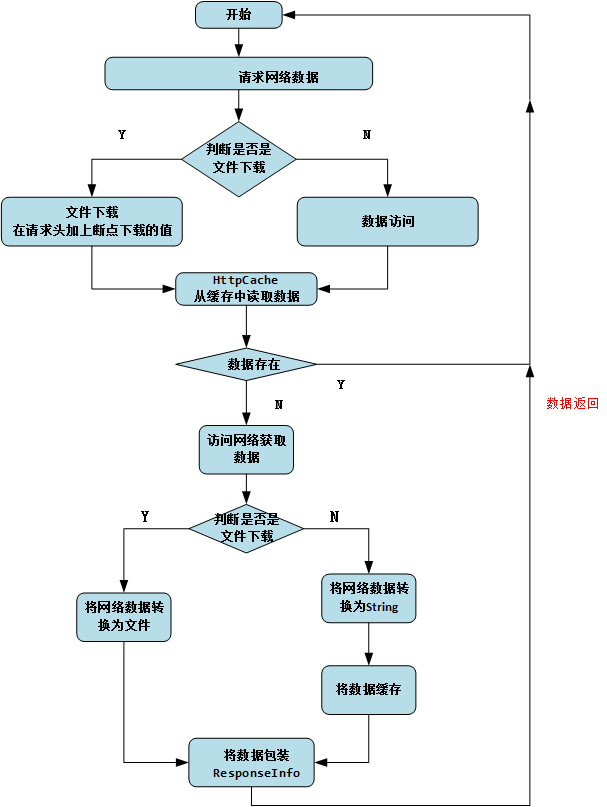 开始
请求网络数据
Y
N
判断是否是
文件下载
文件下载
在请求头加上断点下载的值
数据访问
HttpCache
从缓存中读取数据
数据存在
Y
N
数据返回
访问网络获取
数据
Y
N
判断是否是
文件下载
将网络数据转
换为文件
将网络数据转
换为String
将数据缓存
将数据包装
ResponseInfo